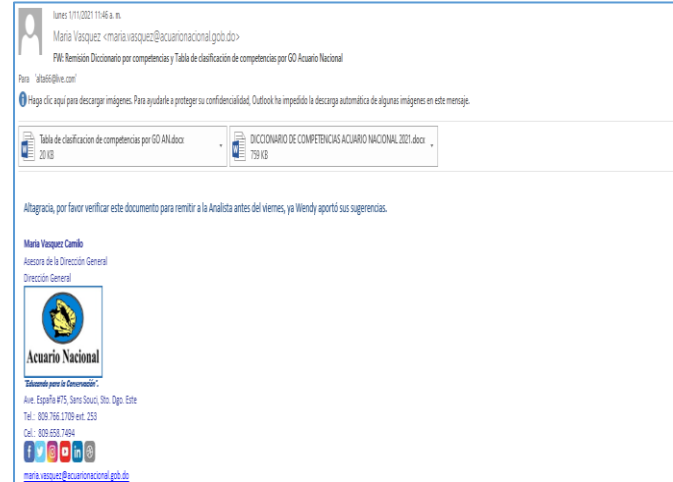 lunes 1/11/2021 11:46 a. m.
Maria Vasquez <maria.vasquez@acuarionacional.gob.do>
FW: Remisión Diccionario por competencias y Tabla de clasificación de competencias por GO Acuario Nacional
Para 'alta66@live.com'
Haga clic aquí para descargar imágenes. Para ayudarle a proteger su confidencialidad, Outlook ha impedido la descarga automática de algunas imágenes en este mensaje.
Tabla de clasificacion de competencias por GO AN.docx
20 KB
DICCIONARIO DE COMPETENCIAS ACUARIO NACIONAL 2021.docx
759 KB
Altagracia, por favor verificar este documento para remitir a la Analista antes del viernes, ya Wendy aportó sus sugerencias.
Maria Vasquez Camilo
Asesora de la Dirección General
Dirección General
Acuario Nacional
"Educando para la Conservación".
Ave. España #75, Sans Souci, Sto. Dgo. Este
Tel.: 809.766.1709 ext. 253
Cel.: 809.658.7494
maria.vasquez@acuarionacional.gob.do